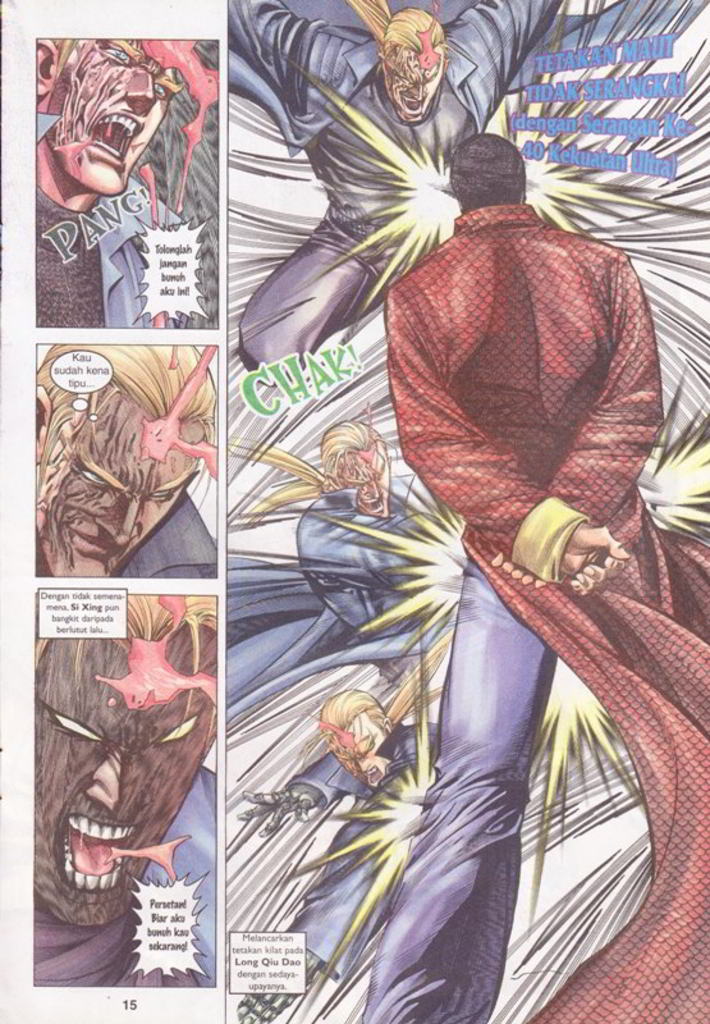 PANG!
Tolonglah
jangan
bunuh
aku ini!
Kau
sudah kena
tipu...
Dengan tidak semena-
mena, Si Xing pun
bangkit daripada
berlutut lalu...
Persetan!
Biar aku
bunuh kau
sekarang!
TETAKAN MAUT
TIDAK SERANGKAI
(dengan Serangan Ke-
40 Kekuatan Ultra)
CHAK!
Melancarkan
tetakan kilat pada
Long Qiu Dao
dengan sedaya-
upayanya.
15